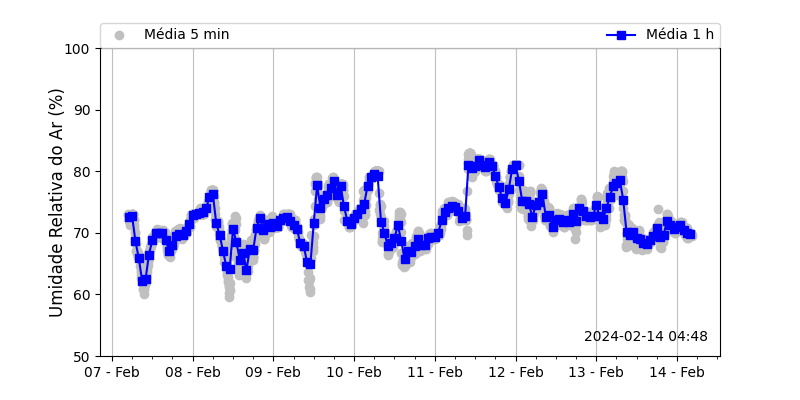 Média 5 min
Média 1 h
Umidade Relativa do Ar (%)
100
90
80
70
60
50
2024-02-14 04:48
07 - Feb
08 - Feb
09 - Feb
10 - Feb
11 - Feb
12 - Feb
13 - Feb
14 - Feb